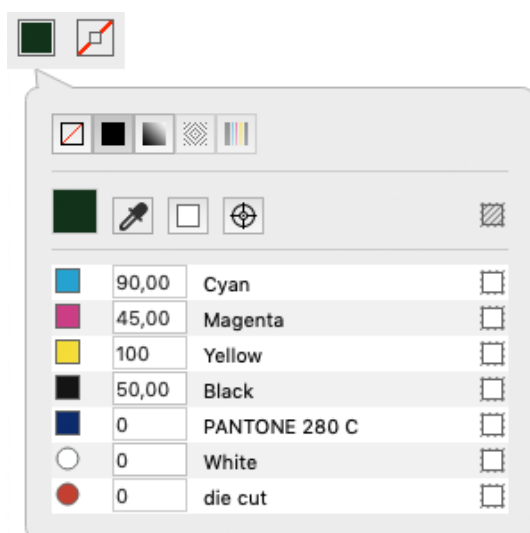 90,00 Cyan
45,00 Magenta
100 Yellow
50,00 Black
0 PANTONE 280 C
0 White
0 die cut